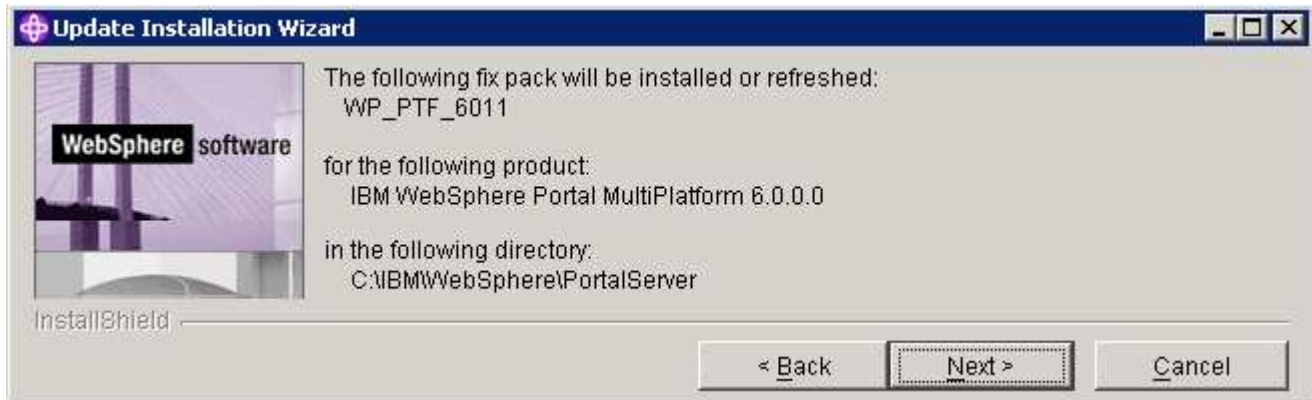 Update Installation Wizard
WebSphere software
The following fix pack will be installed or refreshed:
WP_PTF_6011
for the following product:
IBM WebSphere Portal MultiPlatform 6.0.0.0
in the following directory:
C:\IBM\WebSphere\PortalServer
InstallShield
< Back
Next >
Cancel